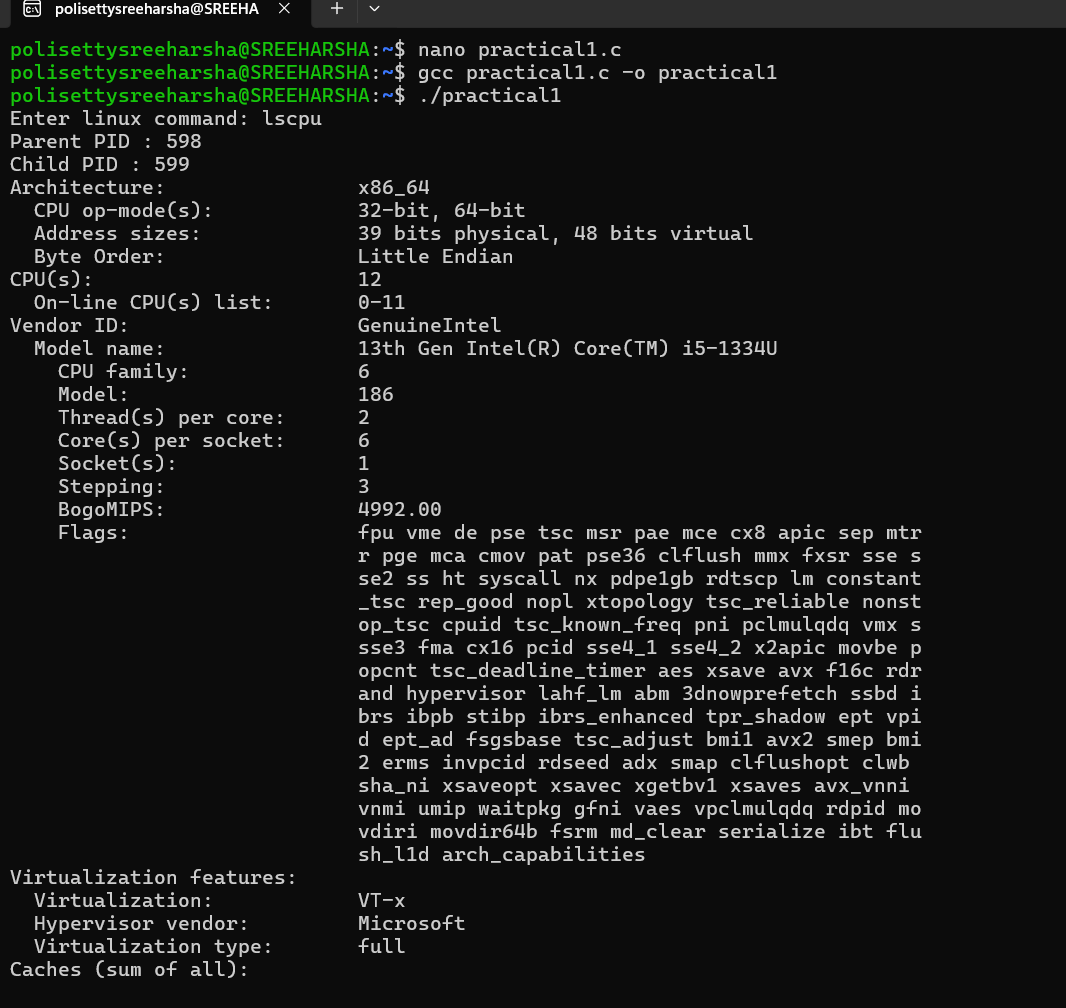 polisettysreeharsha@SREEHA
polisettysreeharsha@SREEHARSHA:~$ nano practical1.c
polisettysreeharsha@SREEHARSHA:~$ gcc practical1.c -o practical1
polisettysreeharsha@SREEHARSHA:~$ ./practical1
Enter linux command: lscpu
Parent PID : 598
Child PID : 599
Architecture: x86_64
CPU op-mode(s): 32-bit, 64-bit
Address sizes: 39 bits physical, 48 bits virtual
Byte Order: Little Endian
CPU(s): 12
On-line CPU(s) list: 0-11
Vendor ID: GenuineIntel
Model name: 13th Gen Intel(R) Core(TM) i5-1334U
CPU family: 6
Model: 186
Thread(s) per core: 2
Core(s) per socket: 6
Socket(s): 1
Stepping: 3
BogoMIPS: 4992.00
Flags: fpu vme de pse tsc msr pae mce cx8 apic sep mtr
r pge mca cmov pat pse36 clflush mmx fxsr sse s
se2 ss ht syscall nx pdpe1gb rdtscp lm constant
_tsc rep_good nopl xtopology tsc_reliable nonst
op_tsc cpuid tsc_known_freq pni pclmulqdq vmx s
sse3 fma cx16 pcid sse4_1 sse4_2 x2apic movbe p
opcnt tsc_deadline_timer aes xsave avx f16c rdr
and hypervisor lahf_lm abm 3dnowprefetch ssbd i
brs ibpb stibp ibrs_enhanced tpr_shadow ept vpi
d ept_ad fsgsbase tsc_adjust bmi1 avx2 smep bmi
2 erms invpcid rdseed adx smap clflushopt clwb
sha_ni xsaveopt xsavec xgetbv1 xsaves avx_vnni
vnmi umip waitpkg gfni vaes vpclmulqdq rdpid mo
vdiri movdir64b fsrm md_clear serialize ibt flu
sh_l1d arch_capabilities
Virtualization features:
Virtualization: VT-x
Hypervisor vendor: Microsoft
Virtualization type: full
Caches (sum of all):